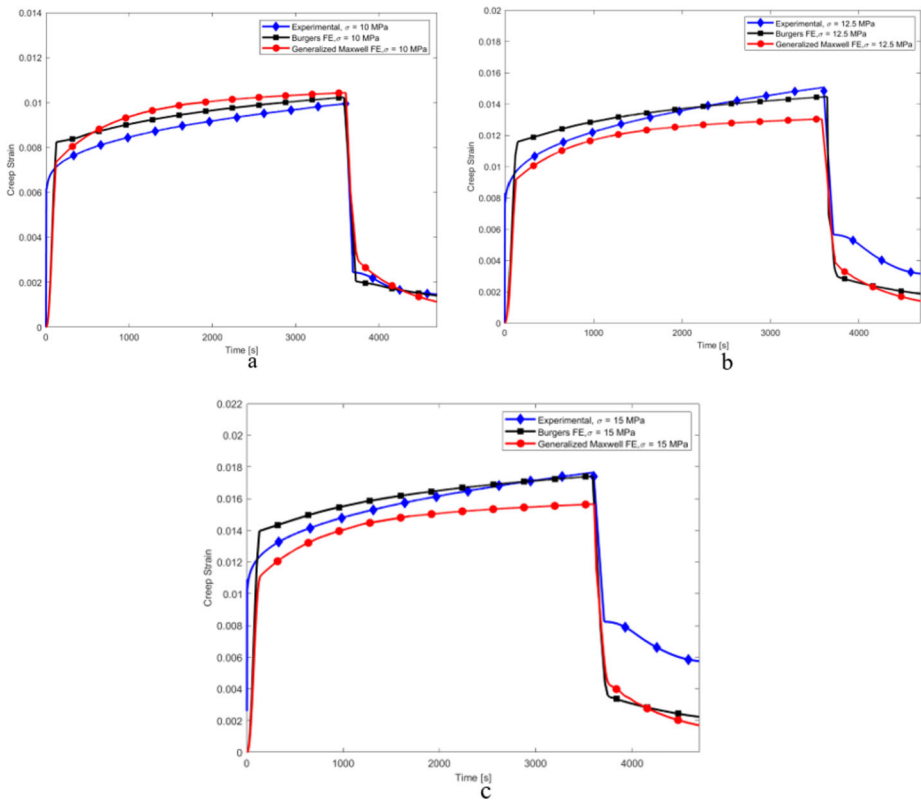 0.014
0.012
0.01
0.008
0.006
0.004
0.002
0
Creep Strain
Experimental, σ = 10 MPa
Burgers FE,σ = 10 MPa
Generalized Maxwell FE,σ = 10 MPa
0 1000 2000 3000 4000
Time [s]
a
0.02
0.018
0.016
0.014
0.012
0.01
0.008
0.006
0.004
0.002
0
Creep Strain
Experimental, σ = 12.5 MPa
Burgers FE,σ = 12.5 MPa
Generalized Maxwell FE,σ = 12.5 MPa
0 1000 2000 3000 4000
Time [s]
b
0.022
0.02
0.018
0.016
0.014
0.012
0.01
0.008
0.006
0.004
0.002
0
Creep Strain
Experimental, σ = 15 MPa
Burgers FE,σ = 15 MPa
Generalized Maxwell FE,σ = 15 MPa
0 1000 2000 3000 4000
Time [s]
c